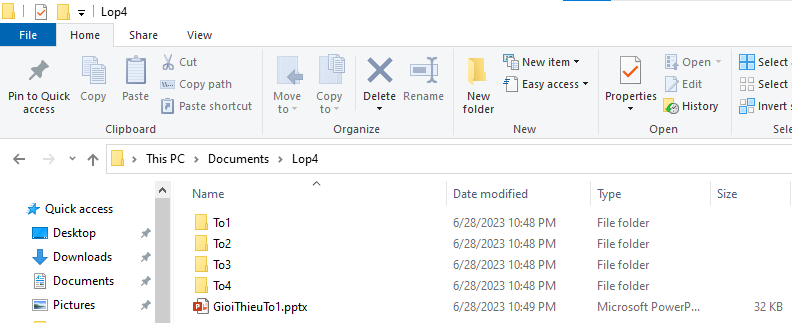 Lop4
File Home Share View
Pin to Quick access
Copy
Paste
Cut
Copy path
Paste shortcut
Clipboard
Move to
Copy to
Delete
Rename
Organize
New folder
New item
Easy access
New
Properties
Open
Edit
History
Open
Select
Select
Invert s
Sel
This PC > Documents > Lop4
Name Date modified Type Size
Quick access
Desktop
Downloads
Documents
Pictures
To1 6/28/2023 10:48 PM File folder
To2 6/28/2023 10:48 PM File folder
To3 6/28/2023 10:48 PM File folder
To4 6/28/2023 10:48 PM File folder
GioiThieuTo1.pptx 6/28/2023 10:49 PM Microsoft PowerP... 32 KB